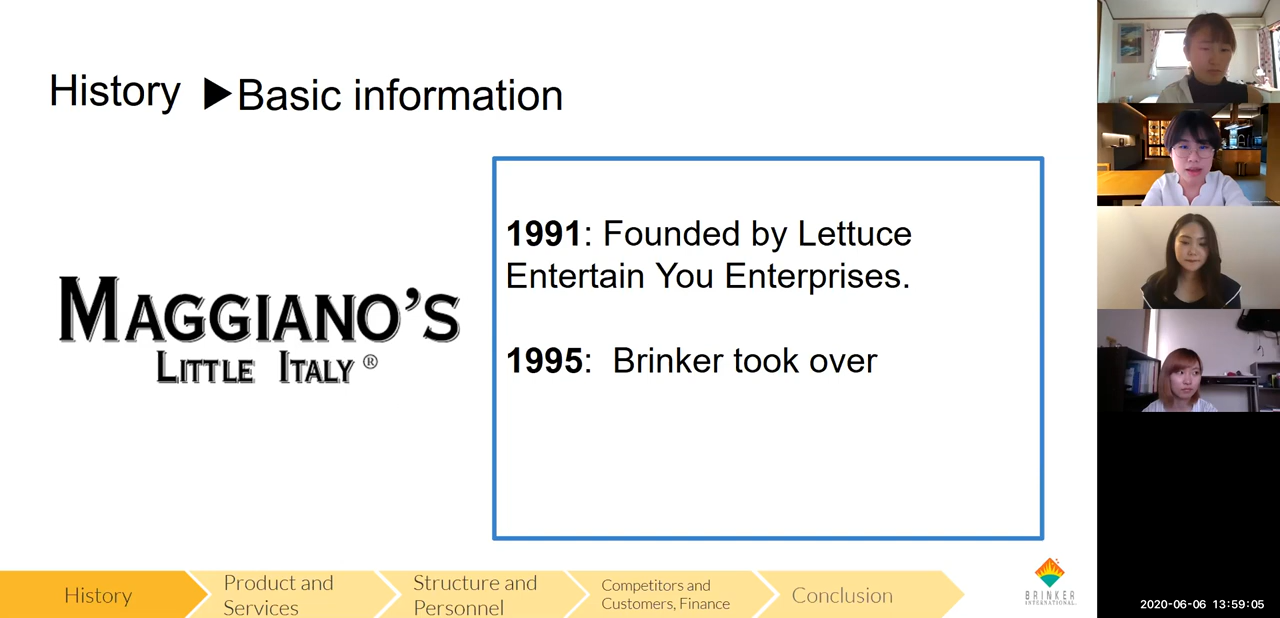 History ▶Basic information
MAGGIANO'S
LITTLE ITALY®
1991: Founded by Lettuce
Entertain You Enterprises.
1995: Brinker took over
History
Product and
Services
Structure and
Personnel
Competitors and
Customers, Finance
Conclusion
BRINKER
INTERNATIONAL.
2020-06-06 13:59:05